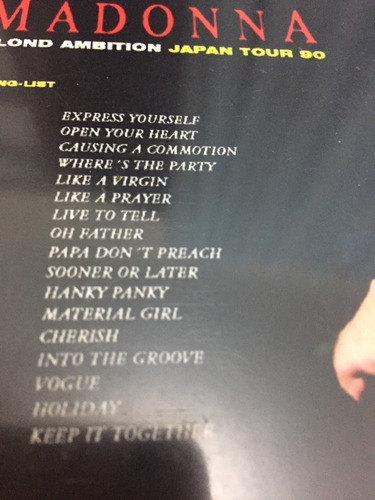 MADONNA
LOND AMBITION JAPAN TOUR 90
NG-LIST
EXPRESS YOURSELF
OPEN YOUR HEART
CAUSING A COMMOTION
WHERE´S THE PARTY
LIKE A VIRGIN
LIKE A PRAYER
LIVE TO TELL
OH FATHER
PAPA DON´T PREACH
SOONER OR LATER
HANKY PANKY
MATERIAL GIRL
CHERISH
INTO THE GROOVE
VOGUE
HOLIDAY
KEEP IT TOGETHER